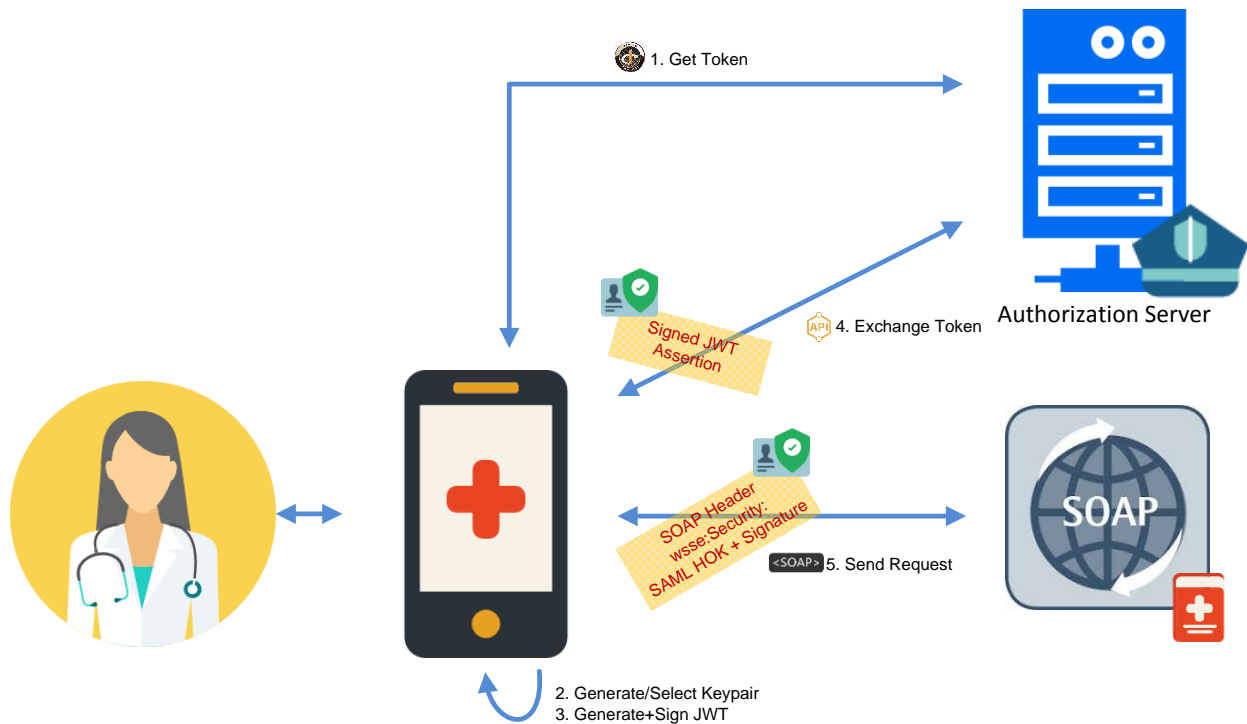 1. Get Token
Authorization Server
Signed JWT
Assertion
API
4. Exchange Token
SOAP Header
wsse:Security:
SAML HOK + Signature
<SOAP>
5. Send Request
SOAP
2. Generate/Select Keypair
3. Generate+Sign JWT